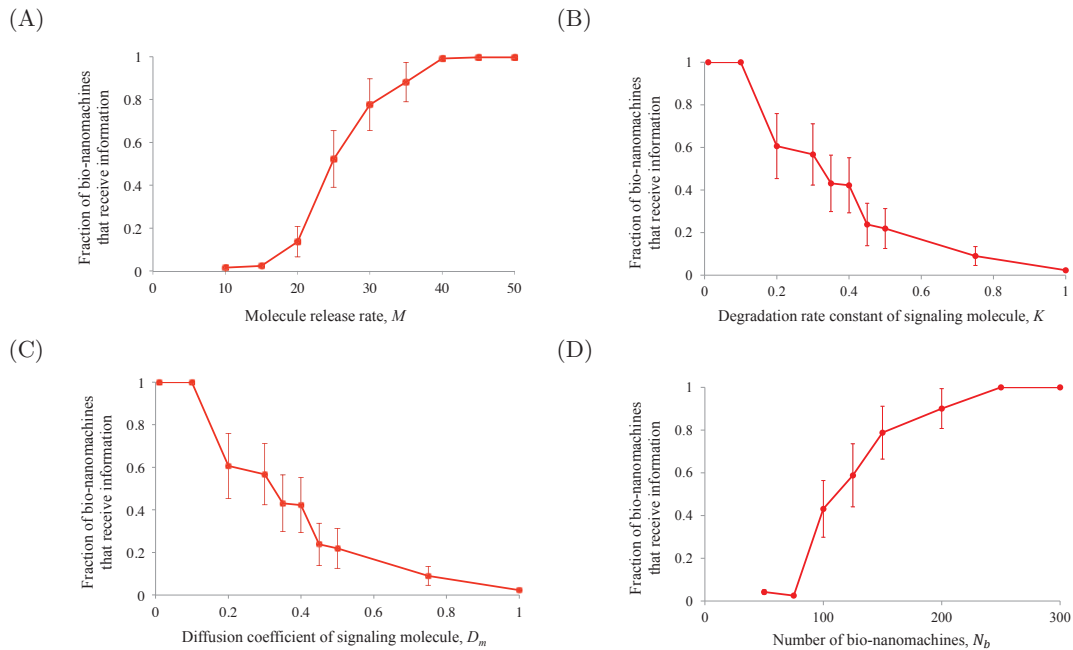 (A)
Fraction of bio-nanomachines
that receive information
1
0.8
0.6
0.4
0.2
0
0 10 20 30 40 50
Molecule release rate, M
(B)
Fraction of bio-nanomachines
that receive information
1
0.8
0.6
0.4
0.2
0
0 0.2 0.4 0.6 0.8 1
Degradation rate constant of signaling molecule, K
(C)
Fraction of bio-nanomachines
that receive information
1
0.8
0.6
0.4
0.2
0
0 0.2 0.4 0.6 0.8 1
Diffusion coefficient of signaling molecule, Dₘ
(D)
Fraction of bio-nanomachines
that receive information
1
0.8
0.6
0.4
0.2
0
0 100 200 300
Number of bio-nanomachines, N_b